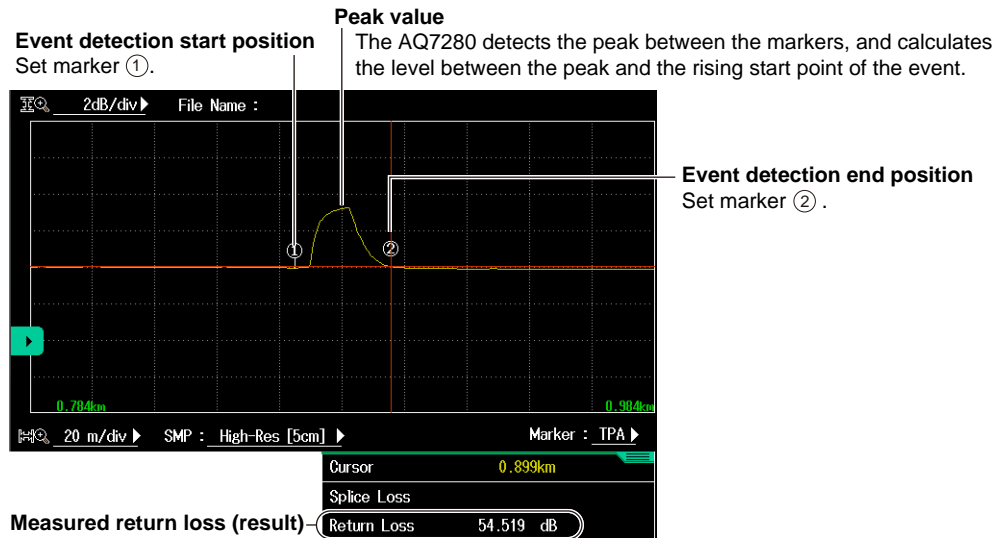 Peak value
The AQ7280 detects the peak between the markers, and calculates
the level between the peak and the rising start point of the event.
Event detection start position
Set marker ①.
2dB/div
File Name :
Event detection end position
Set marker ② .
①
②
0.784km
0.984km
20 m/div
SMP : High-Res [5cm]
Marker : TPA
Cursor 0.899km
Splice Loss
Measured return loss (result)
Return Loss 54.519 dB